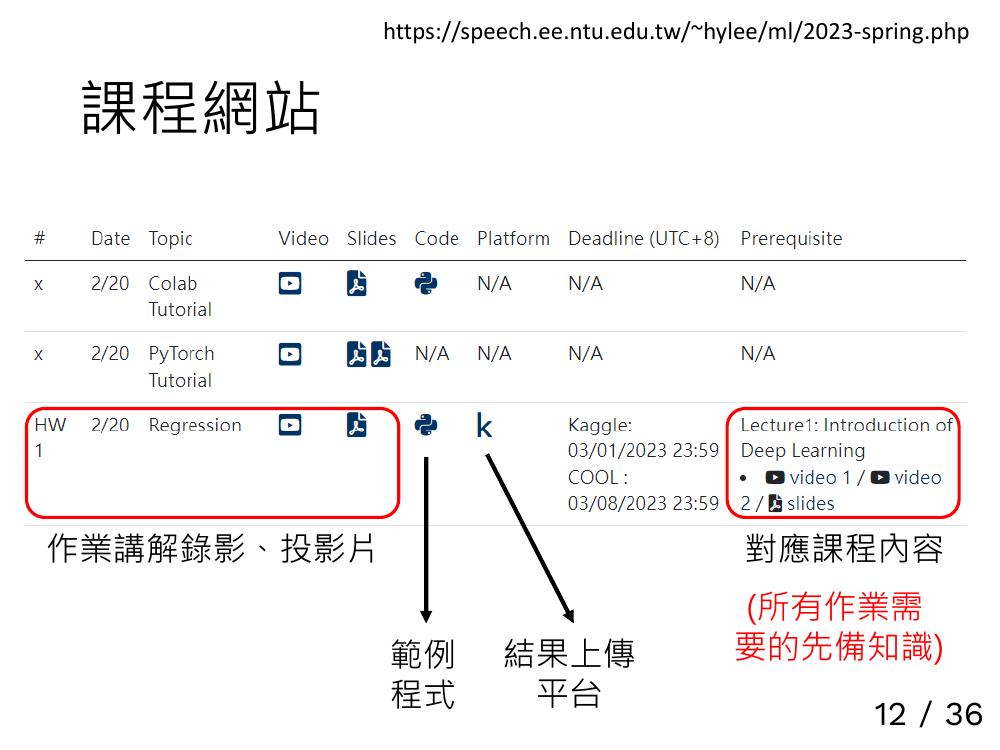 https://speech.ee.ntu.edu.tw/~hylee/ml/2023-spring.php
課程網站
# Date Topic Video Slides Code Platform Deadline (UTC+8) Prerequisite
x 2/20 Colab N/A N/A N/A
Tutorial
x 2/20 PyTorch N/A N/A N/A N/A
Tutorial
HW 2/20 Regression k Kaggle: Lecture1: Introduction of
1 03/01/2023 23:59 Deep Learning
COOL : • video 1 / video
03/08/2023 23:59 2 / slides
作業講解錄影、投影片 對應課程內容
(所有作業需
要的先備知識)
範例 結果上傳
程式 平台
12 / 36